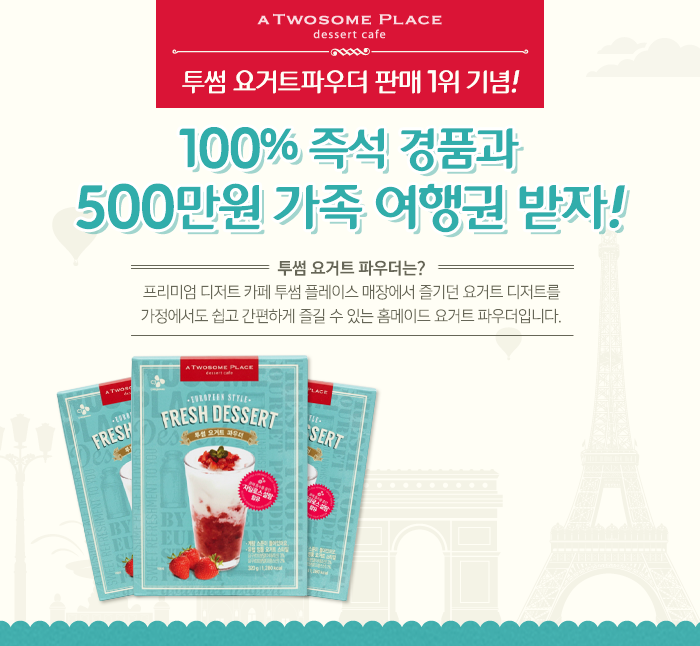 A TWOSOME PLACE
dessert cafe
투썸 요거트파우더 판매 1위 기념!
100% 즉석 경품과
500만원 가족 여행권 받자!
투썸 요거트 파우더는?
프리미엄 디저트 카페 투썸 플레이스 매장에서 즐기던 요거트 디저트를
가정에서도 쉽고 간편하게 즐길 수 있는 홈메이드 요거트 파우더입니다.
A TWOSOME PLACE
dessert cafe
EUROPEAN STYLE
FRESH DESSERT
투썸 요거트 파우더
자일로스 설탕